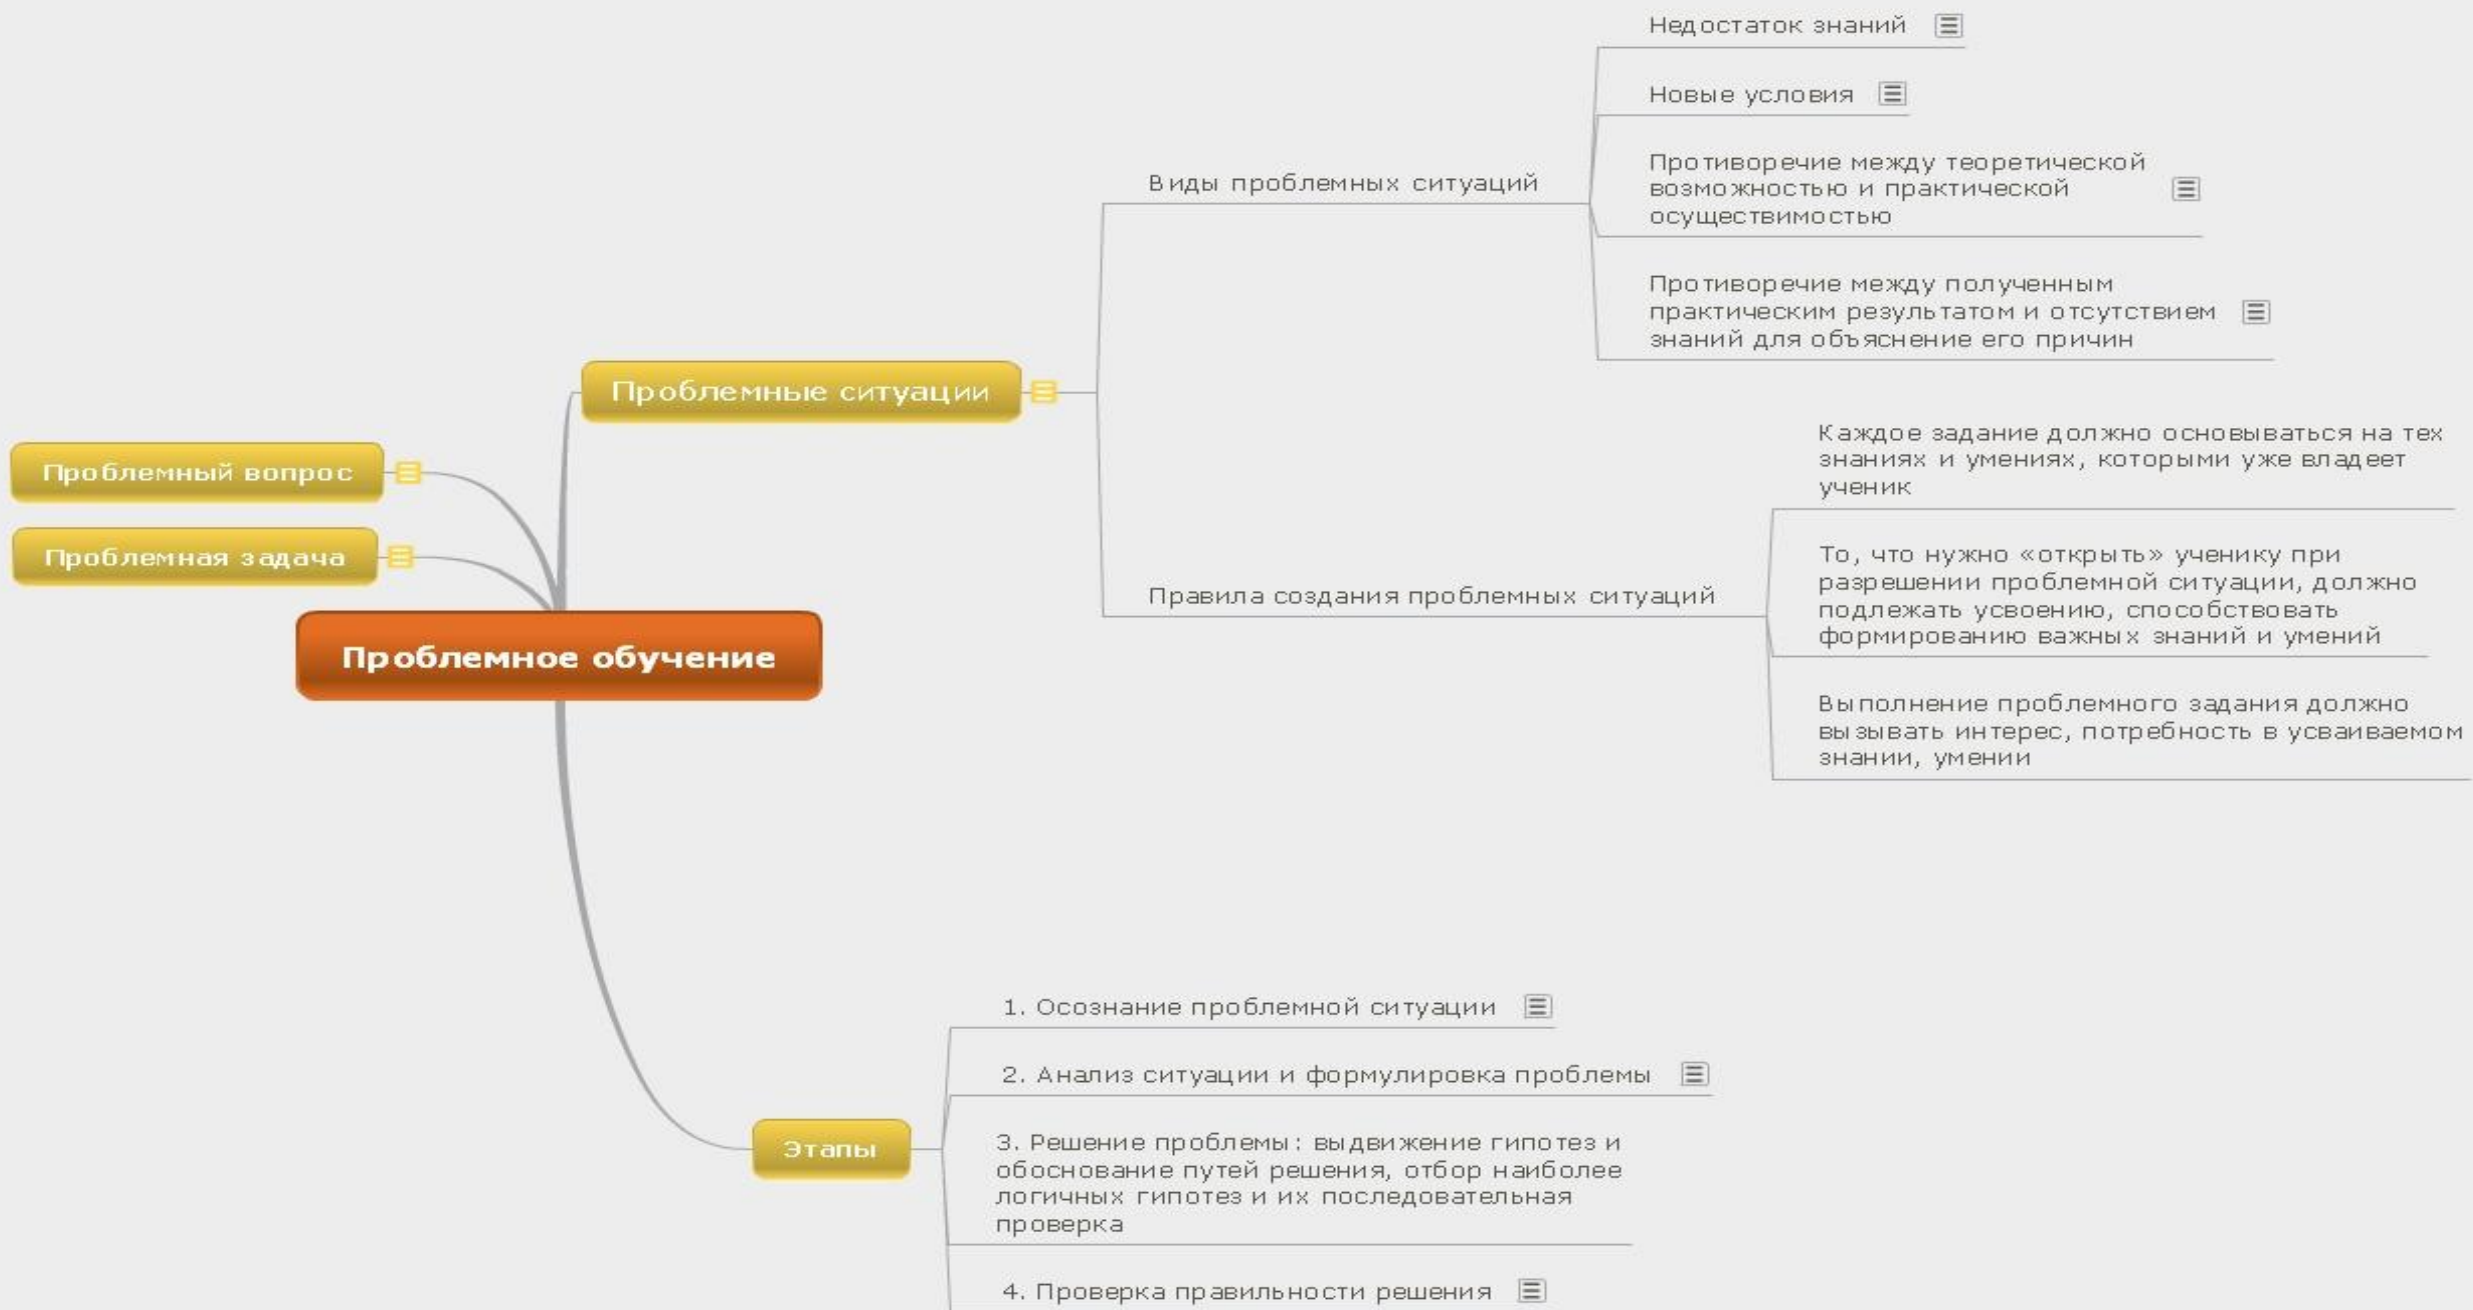 Недостаток знаний
Новые условия
Противоречие между теоретической
возможностью и практической
осуществимостью
Виды проблемных ситуаций
Противоречие между полученным
практическим результатом и отсутствием
знаний для объяснение его причин
Проблемные ситуации
Каждое задание должно основываться на тех
знаниях и умениях, которыми уже владеет
ученик
То, что нужно «открыть» ученику при
разрешении проблемной ситуации, должно
подлежать усвоению, способствовать
формированию важных знаний и умений
Правила создания проблемных ситуаций
Выполнение проблемного задания должно
вызывать интерес, потребность в усваиваемом
знании, умении
Проблемный вопрос
Проблемная задача
Проблемное обучение
Этапы
1. Осознание проблемной ситуации
2. Анализ ситуации и формулировка проблемы
3. Решение проблемы: выдвижение гипотез и
обоснование путей решения, отбор наиболее
логичных гипотез и их последовательная
проверка
4. Проверка правильности решения